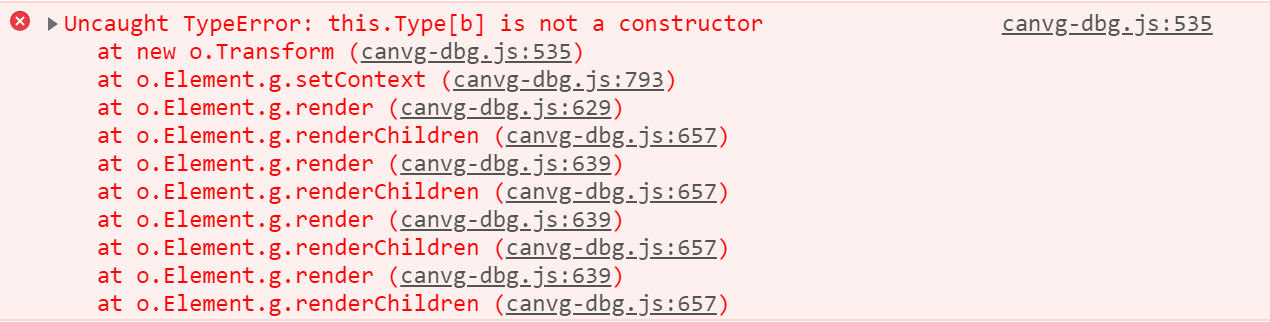 Uncaught TypeError: this.Type[b] is not a constructor canvg-dbg.js:535
at new o.Transform (canvg-dbg.js:535)
at o.Element.g.setContext (canvg-dbg.js:793)
at o.Element.g.render (canvg-dbg.js:629)
at o.Element.g.renderChildren (canvg-dbg.js:657)
at o.Element.g.render (canvg-dbg.js:639)
at o.Element.g.renderChildren (canvg-dbg.js:657)
at o.Element.g.render (canvg-dbg.js:639)
at o.Element.g.renderChildren (canvg-dbg.js:657)
at o.Element.g.render (canvg-dbg.js:639)
at o.Element.g.renderChildren (canvg-dbg.js:657)